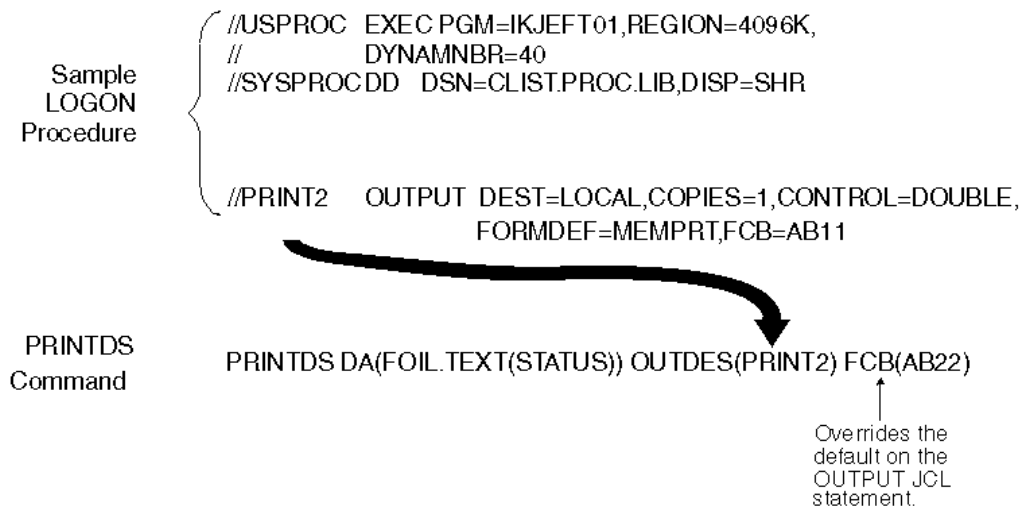 Sample
LOGON
Procedure
//USPROC EXEC PGM=IKJEFT01,REGION=4096K,
// DYNAMNBR=40
//SYSPROC DD DSN=CLIST.PROC.LIB,DISP=SHR
//PRINT2 OUTPUT DEST=LOCAL,COPIES=1,CONTROL=DOUBLE,
FORMDEF=MEMPRT,FCB=AB11
PRINTDS
Command
PRINTDS DA(FOIL.TEXT(STATUS)) OUTDES(PRINT2) FCB(AB22)
Overrides the
default on the
OUTPUT JCL
statement.